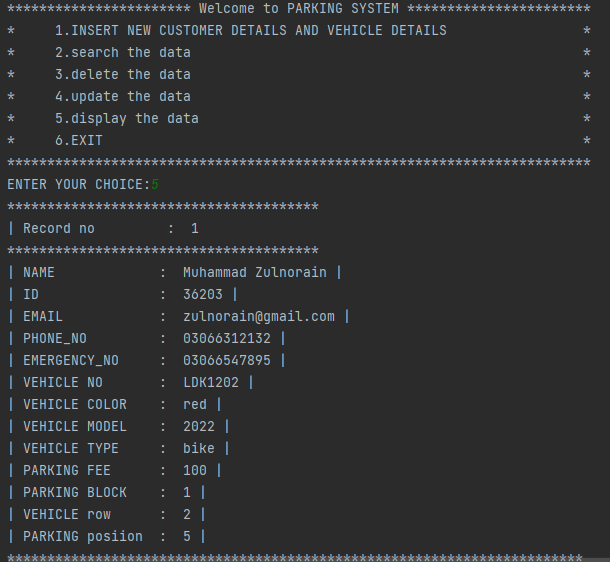 *********************** Welcome to PARKING SYSTEM ***********************
*     1.INSERT NEW CUSTOMER DETAILS AND VEHICLE DETAILS                 *
*     2.search the data                                                 *
*     3.delete the data                                                 *
*     4.update the data                                                 *
*     5.display the data                                                *
*     6.EXIT                                                            *
*************************************************************************
ENTER YOUR CHOICE:5
***************************************
| Record no         :  1
***************************************
| NAME             :  Muhammad Zulnorain |
| ID               :  36203 |
| EMAIL            :  zulnorain@gmail.com |
| PHONE_NO         :  03066312132 |
| EMERGENCY_NO     :  03066547895 |
| VEHICLE NO       :  LDK1202 |
| VEHICLE COLOR    :  red |
| VEHICLE MODEL    :  2022 |
| VEHICLE TYPE     :  bike |
| PARKING FEE      :  100 |
| PARKING BLOCK    :  1 |
| VEHICLE row      :  2 |
| PARKING posiion  :  5 |
************************************************************************